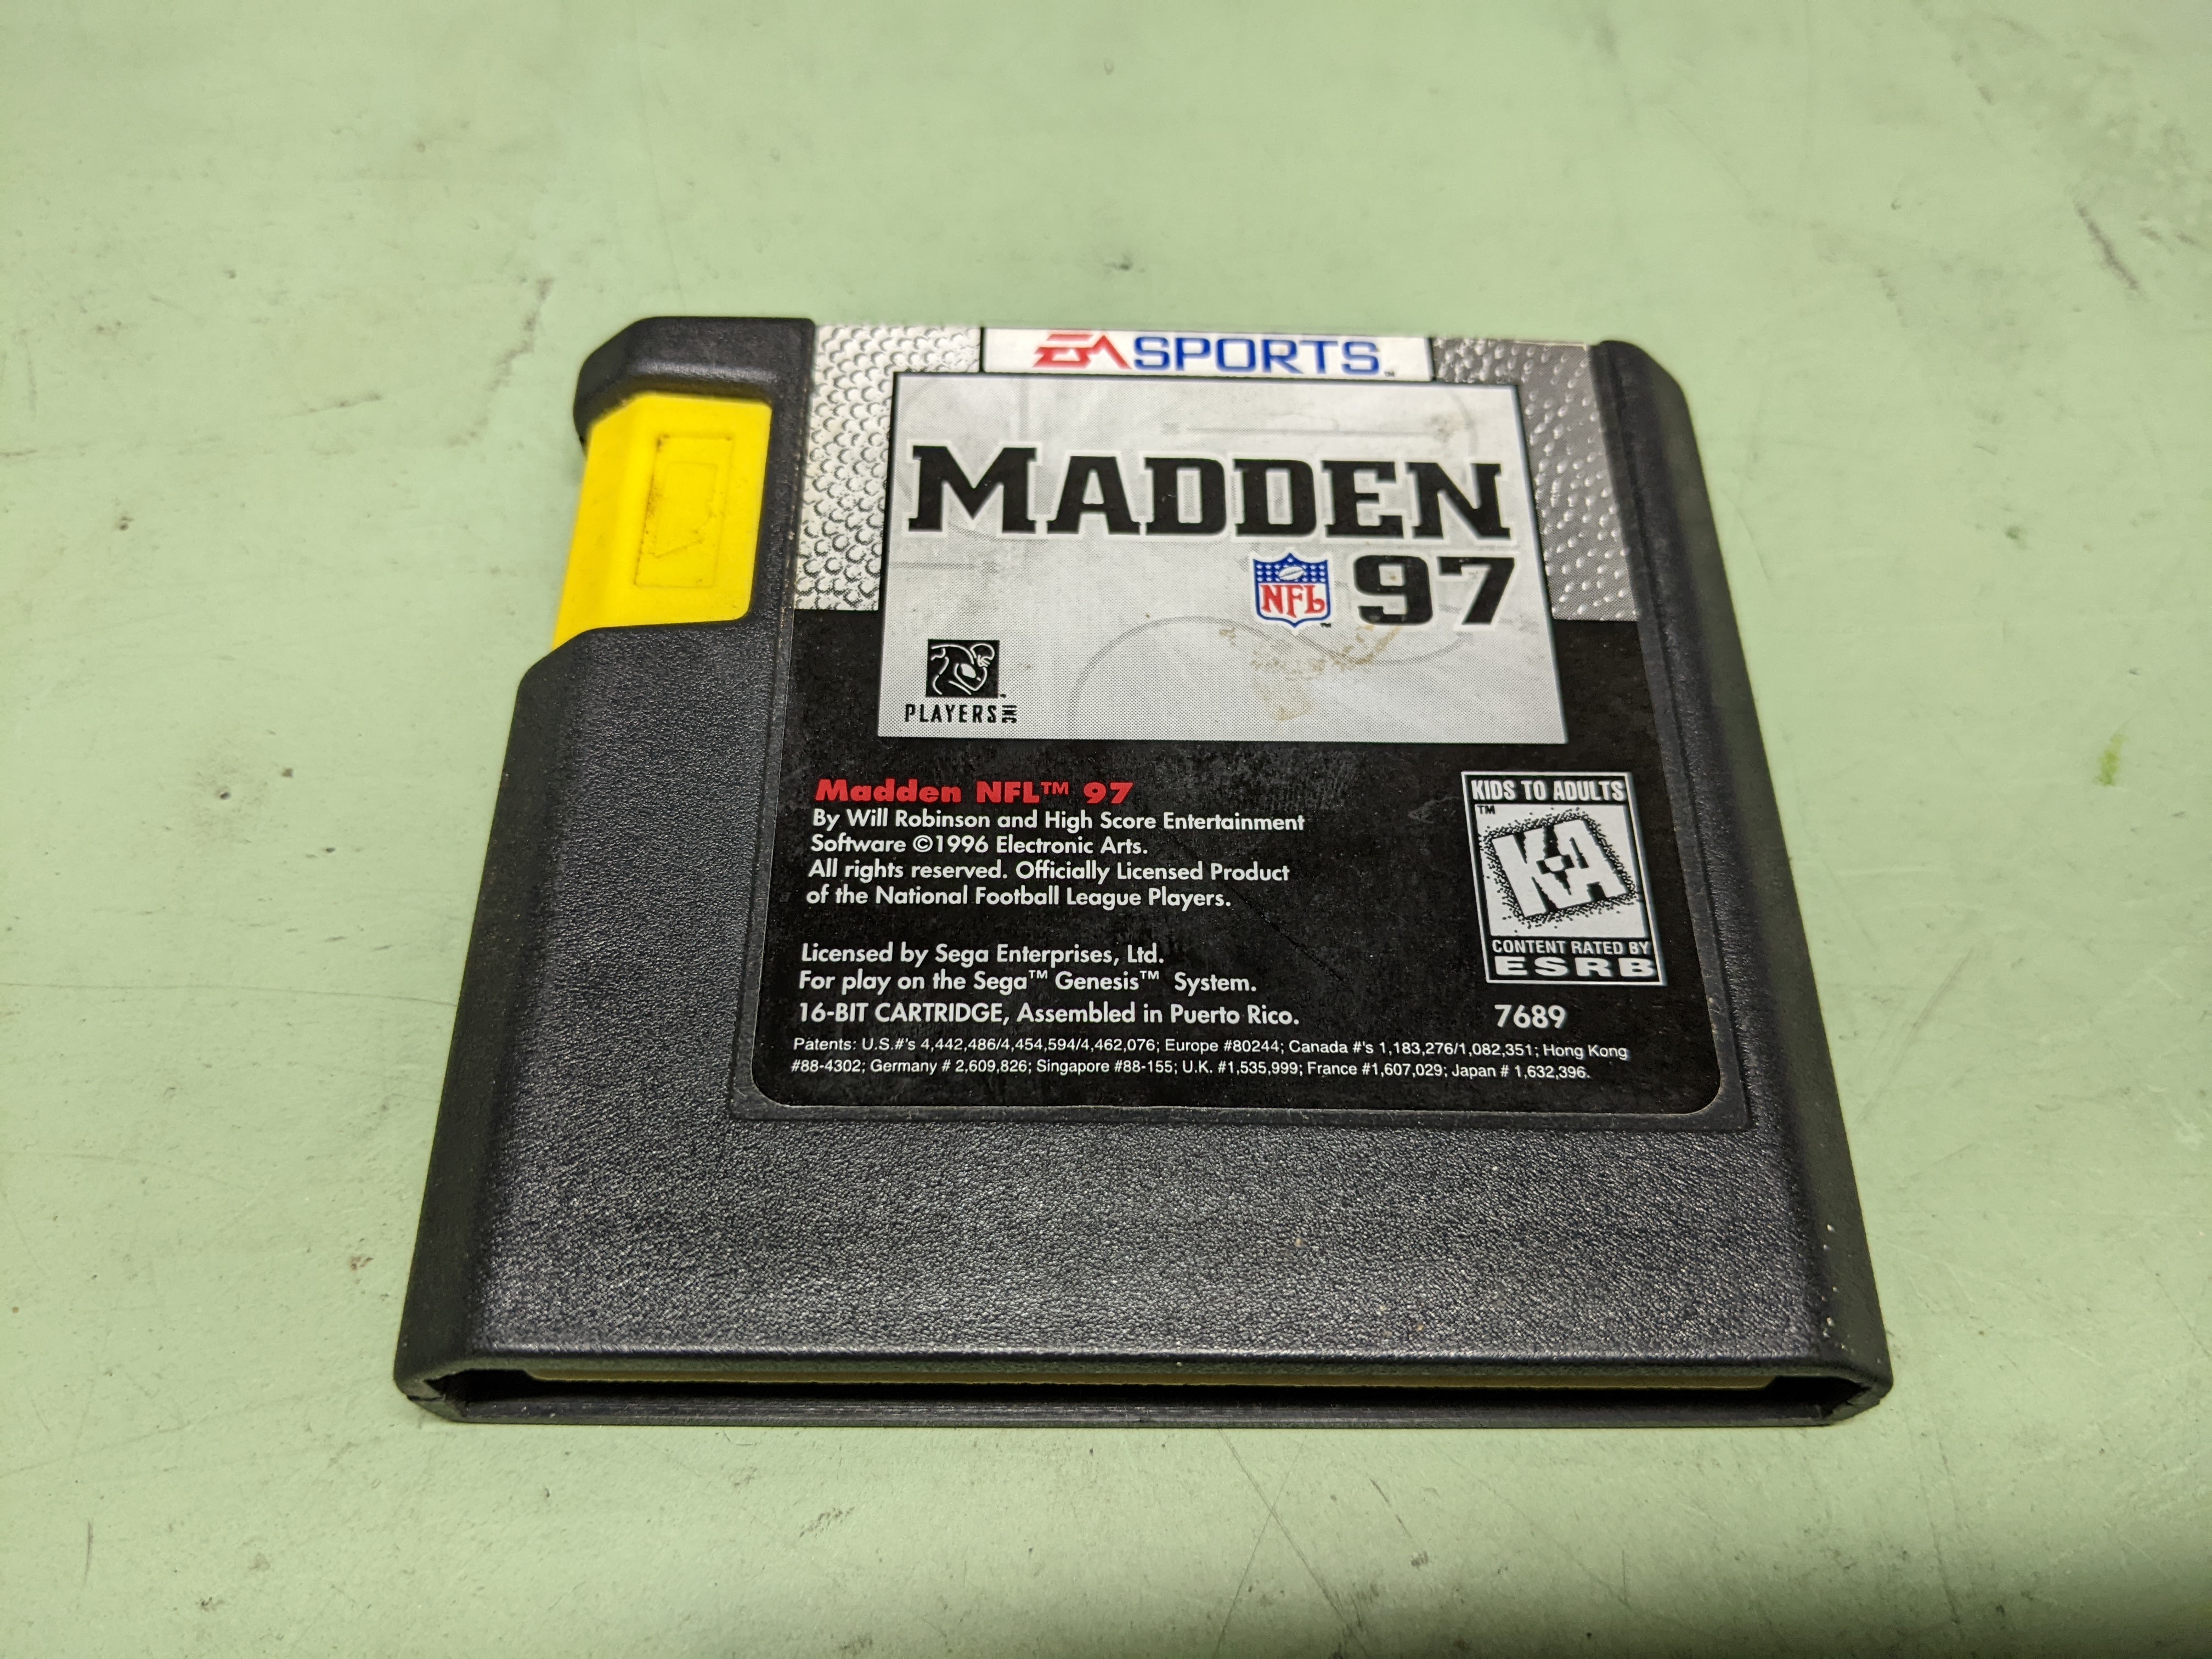 EA SPORTS™
MADDEN
NFL™ 97
PLAYERS INC™
Madden NFL™ 97
By Will Robinson and High Score Entertainment
Software ©1996 Electronic Arts.
All rights reserved. Officially Licensed Product
of the National Football League Players.
KIDS TO ADULTS
™
K-A
CONTENT RATED BY
ESRB
Licensed by Sega Enterprises, Ltd.
For play on the Sega™ Genesis™ System.
16-BIT CARTRIDGE, Assembled in Puerto Rico.
7689
Patents: U.S.#'s 4,442,486/4,454,594/4,462,076; Europe #80244; Canada #'s 1,183,276/1,082,351; Hong Kong
#88-4302; Germany # 2,609,826; Singapore #88-155; U.K. #1,535,999; France #1,607,029; Japan # 1,632,396.